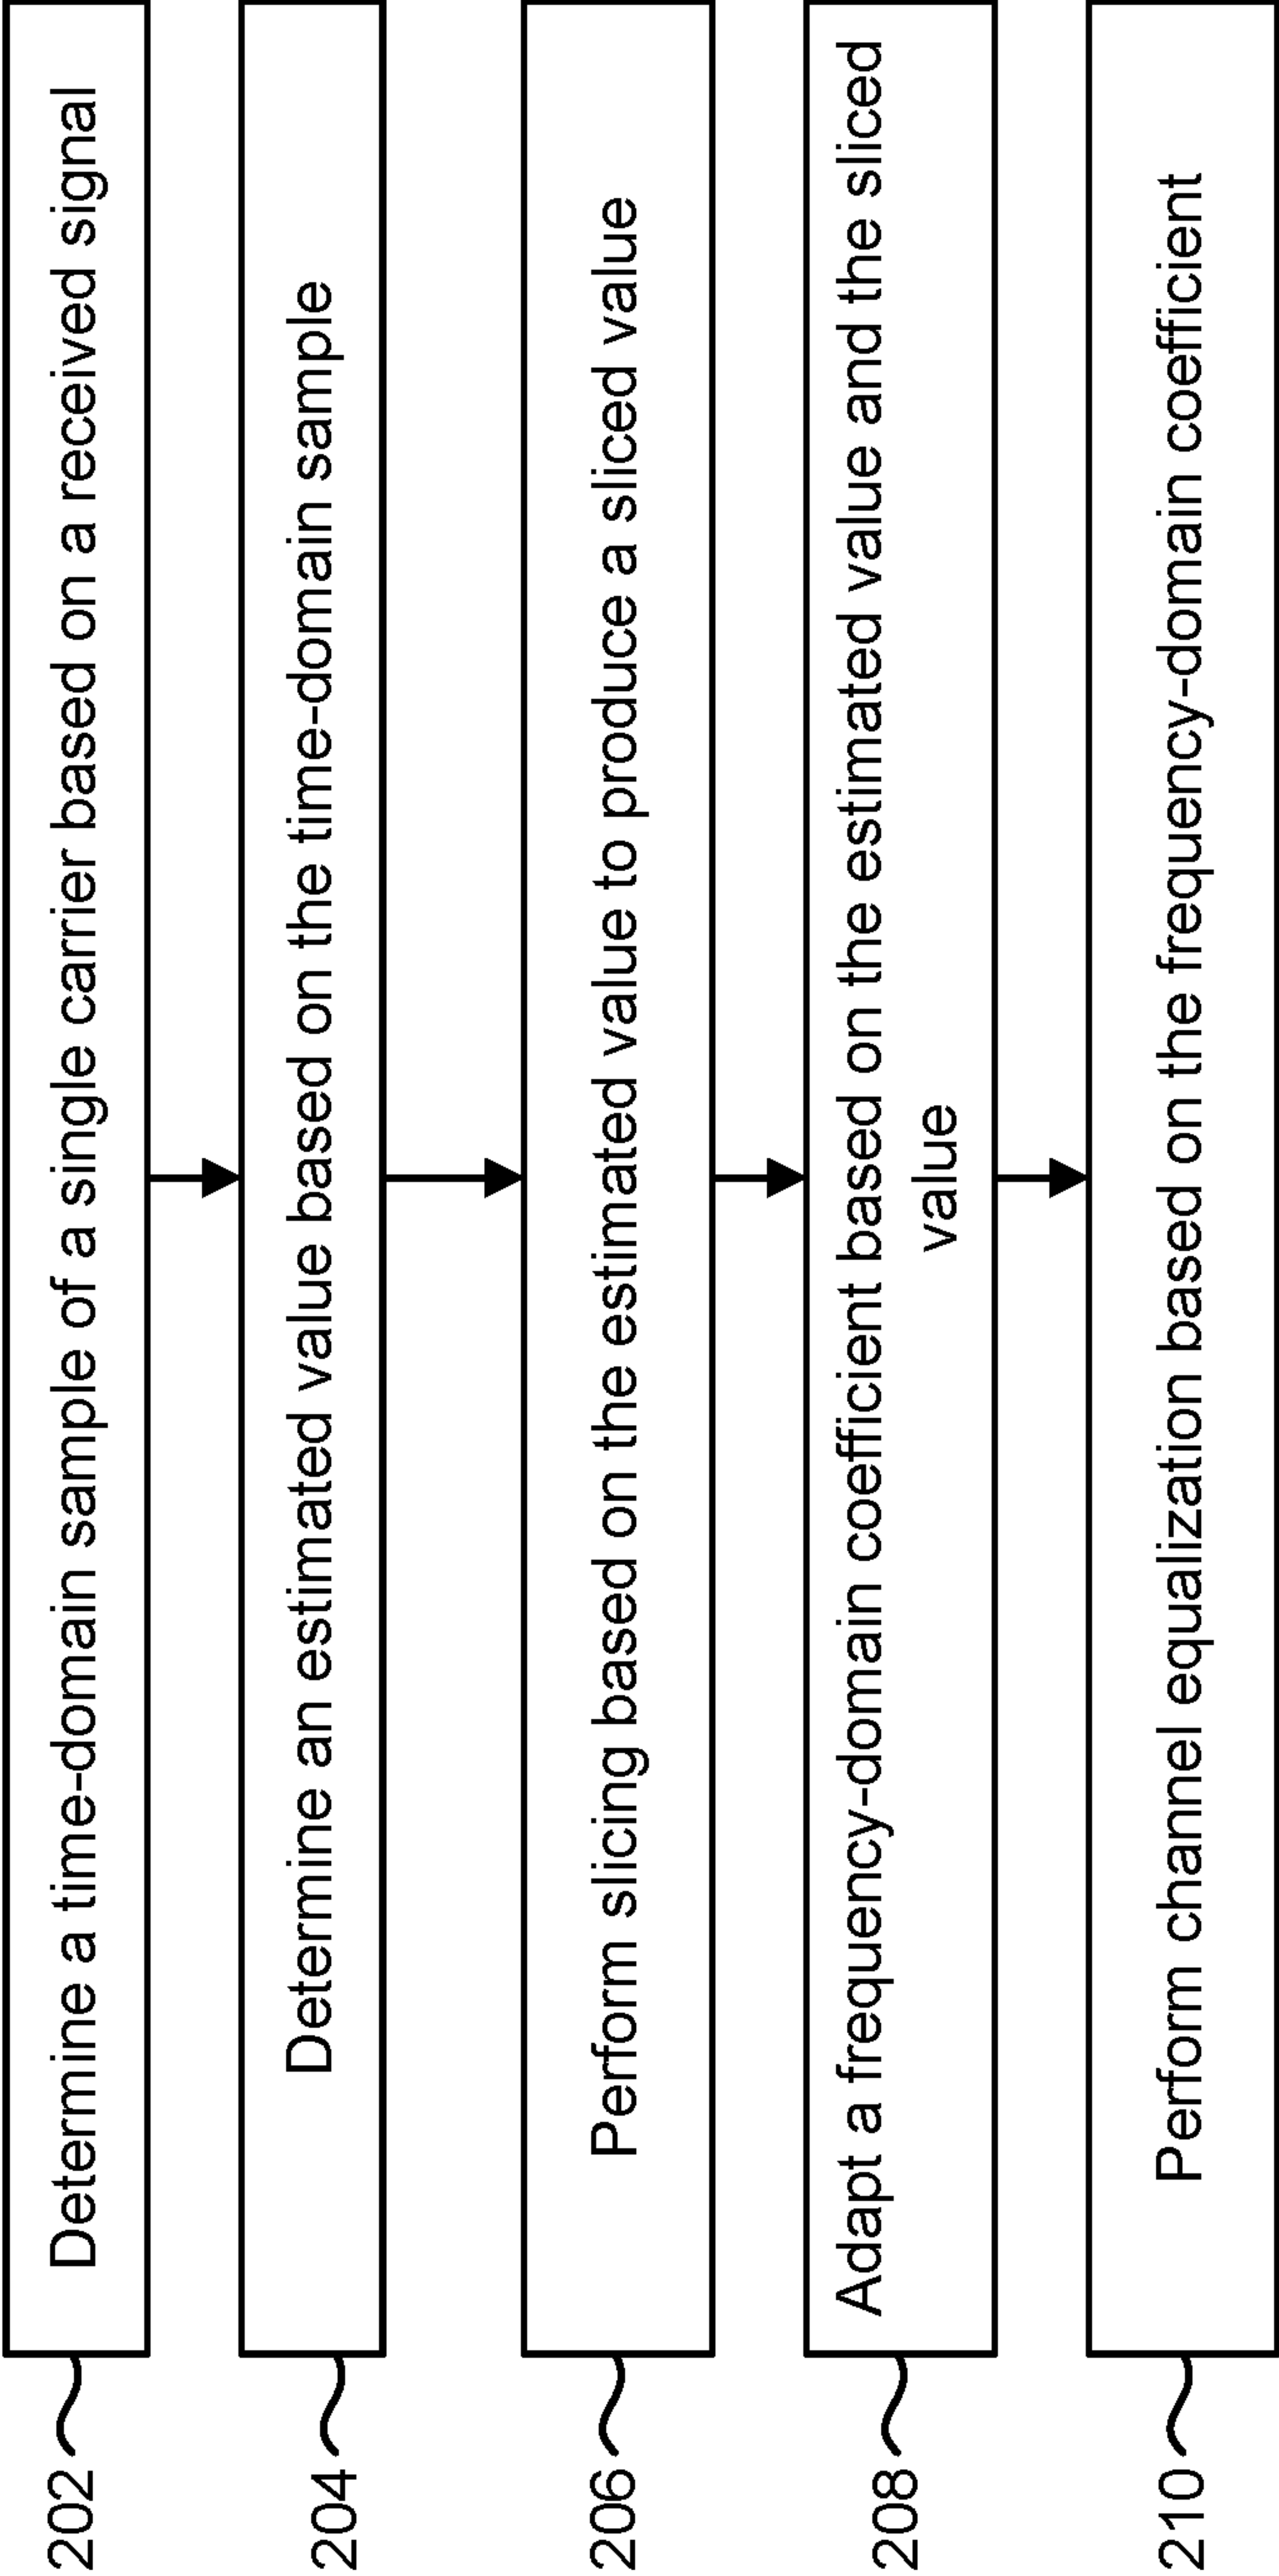 202
Determine a time-domain sample of a single carrier based on a received signal
204
Determine an estimated value based on the time-domain sample
206
Perform slicing based on the estimated value to produce a sliced value
208
Adapt a frequency-domain coefficient based on the estimated value and the sliced
value
210
Perform channel equalization based on the frequency-domain coefficient